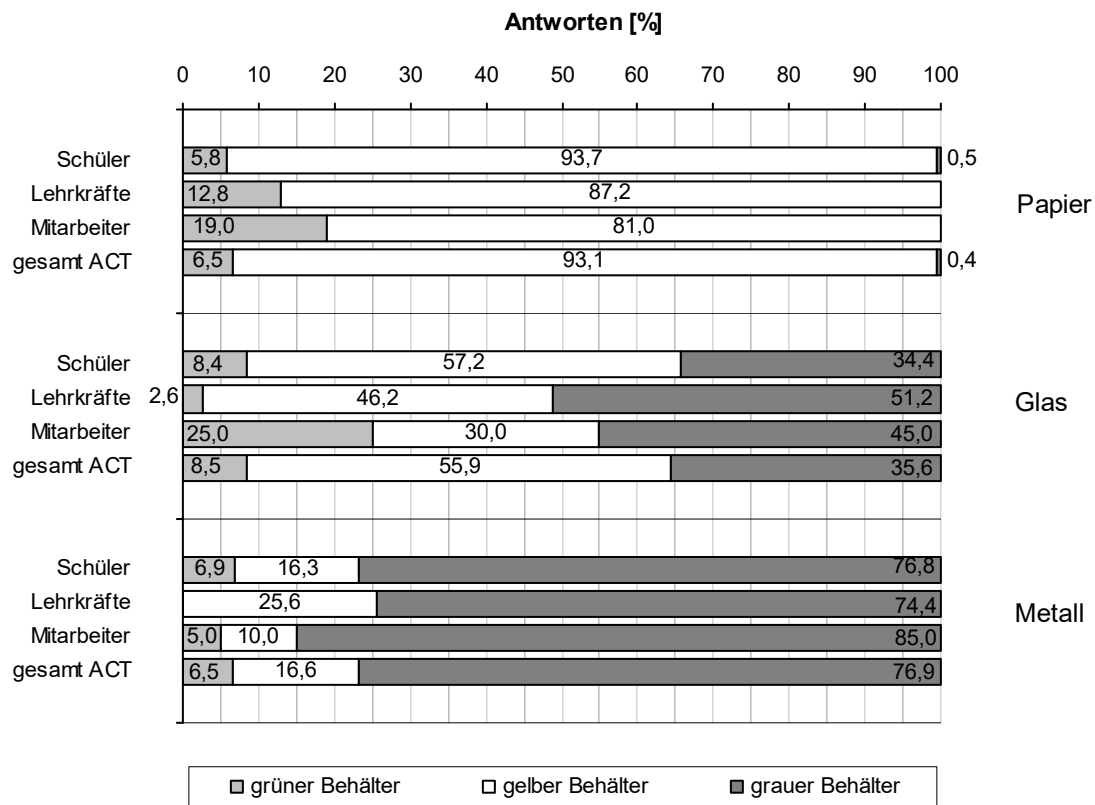 Antworten [%]
0 10 20 30 40 50 60 70 80 90 100
Schüler 5,8 93,7 0,5
Lehrkräfte 12,8 87,2
Papier
Mitarbeiter 19,0 81,0
gesamt ACT 6,5 93,1 0,4
Schüler 8,4 57,2 34,4
Lehrkräfte 2,6 46,2 51,2
Glas
Mitarbeiter 25,0 30,0 45,0
gesamt ACT 8,5 55,9 35,6
Schüler 6,9 16,3 76,8
Lehrkräfte 25,6 74,4
Metall
Mitarbeiter 5,0 10,0 85,0
gesamt ACT 6,5 16,6 76,9
grüner Behälter gelber Behälter grauer Behälter